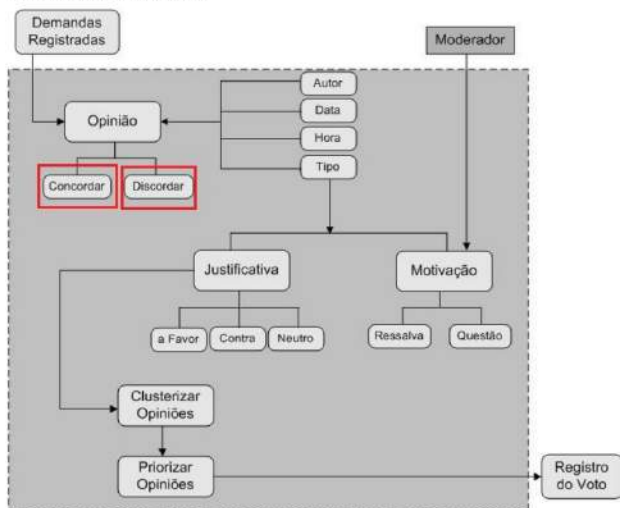 Demandas
Registradas
Moderador
Autor
Data
Hora
Tipo
Opinião
Concordar
Discordar
Justificativa
Motivação
a Favor
Contra
Neutro
Ressalva
Questão
Clusterizar
Opiniões
Priorizar
Opiniões
Registro
do Voto